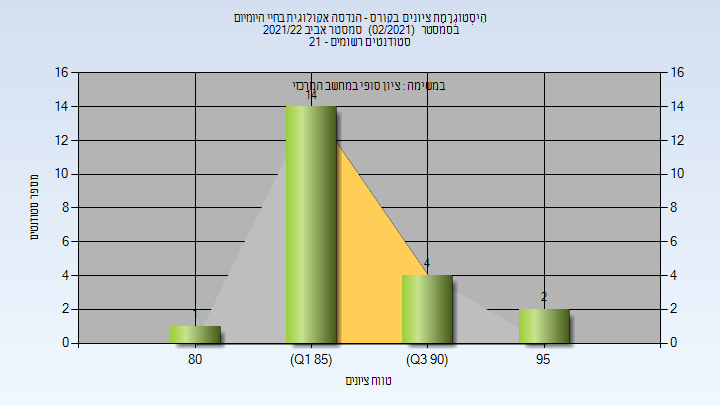 היסטוגרמת ציונים בקורס - הנדסה אקולוגית בחיי היומיום
בסמסטר (02/2021) סמסטר אביב 2021/22
סטודנטים רשומים - 21
במשימה : ציון סופי במחשב המרכזי
16 16
14 14
12 12
10 10
8 8
6 6
4 4
2 2
0 0
1
14
4
2
80 (Q1 85) (Q3 90) 95
מספר סטודנטים
טווח ציונים